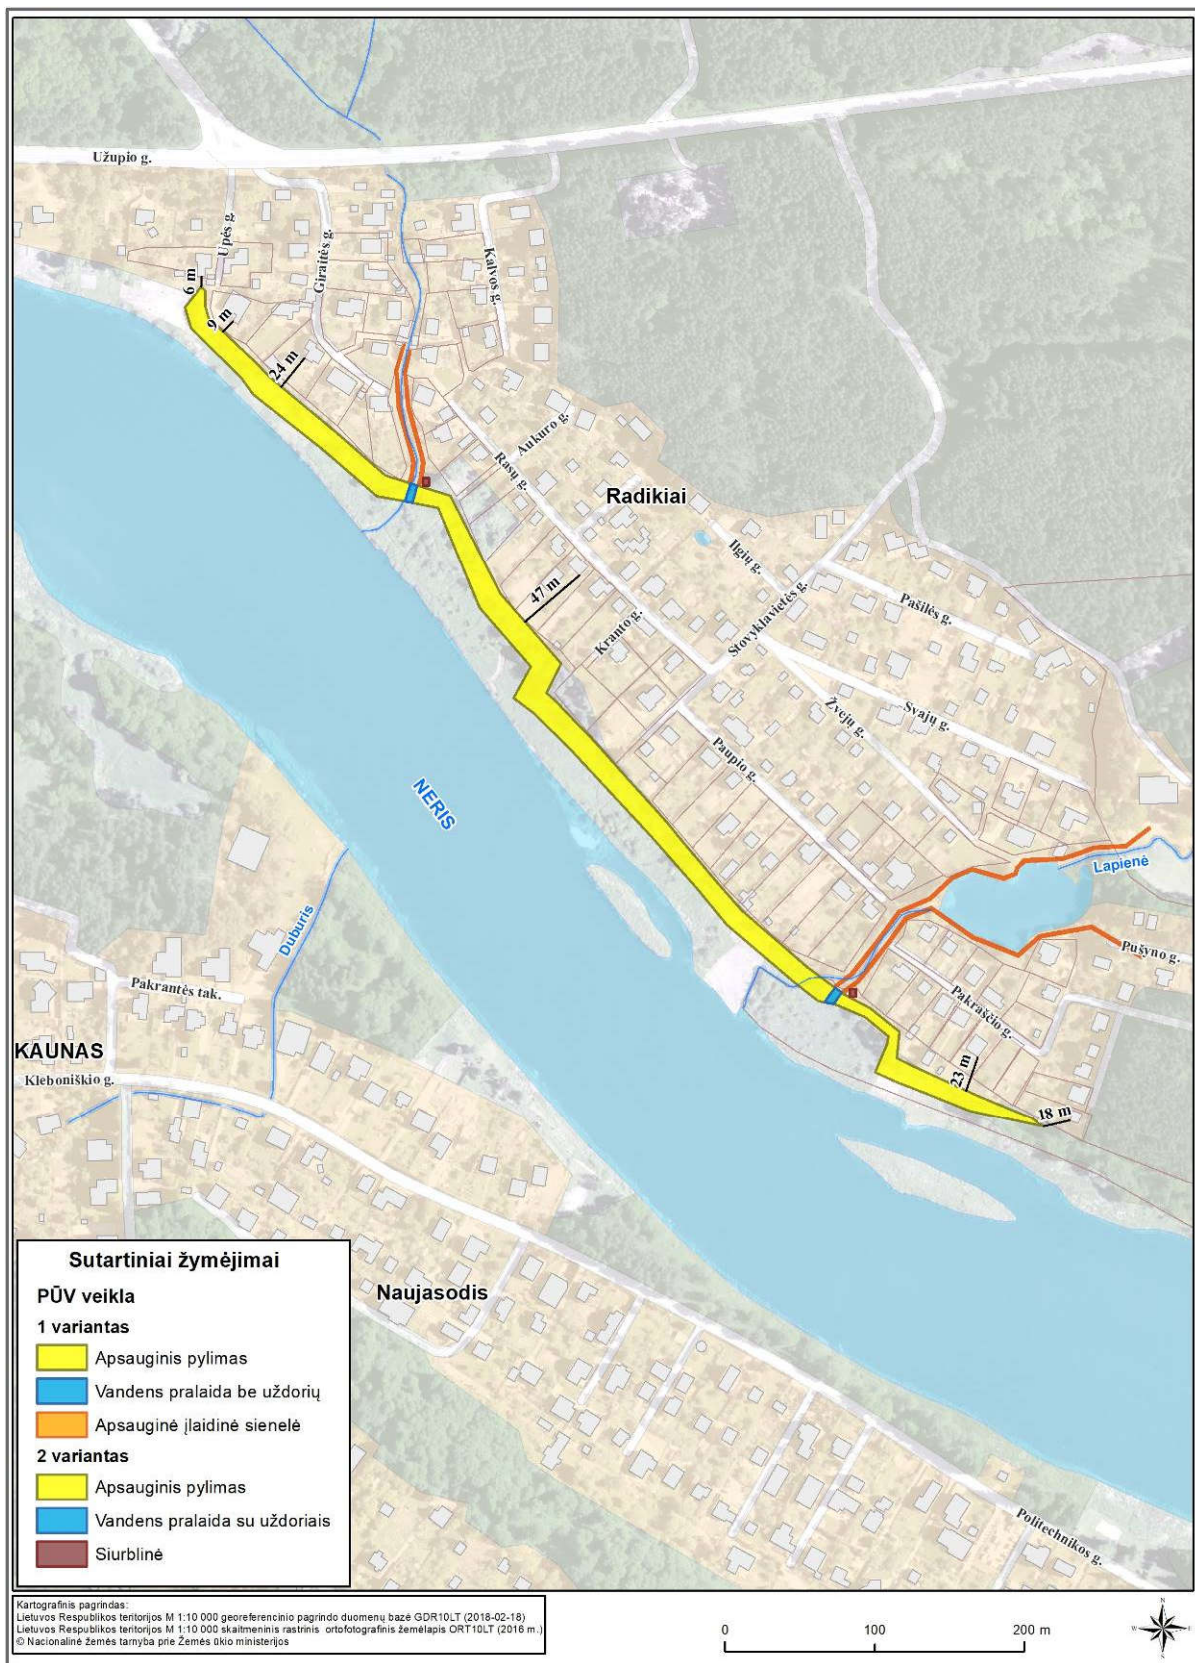 Užupio g.
Upės g.
Giraitės g.
Kalvos g.
6 m
9 m
24 m
Aukuro g.
Rasų g.
Radikiai
Ilgių g.
47 m
Kranto g.
Stovyklavietės g.
Pašilės g.
Žvejų g.
Svajų g.
Paupio g.
NERIS
Lapienė
Duburis
Pušyno g.
Pakrantės tak.
Pakraščio g.
KAUNAS
Kleboniškio g.
23 m
18 m
Naujasodis
Politechnikos g.
Sutartiniai žymėjimai
PŪV veikla
1 variantas
Apsauginis pylimas
Vandens pralaida be uždorių
Apsauginė įlaidinė sienelė
2 variantas
Apsauginis pylimas
Vandens pralaida su uždoriais
Siurblinė
Kartografinis pagrindas:
Lietuvos Respublikos teritorijos M 1:10 000 georeferencinio pagrindo duomenų bazė GDR10LT (2018-02-18)
Lietuvos Respublikos teritorijos M 1:10 000 skaitmeninis rastrinis ortofotografinis žemėlapis ORT10LT (2016 m.)
© Nacionalinė žemės tarnyba prie Žemės ūkio ministerijos
0 100 200 m
N
W E
S